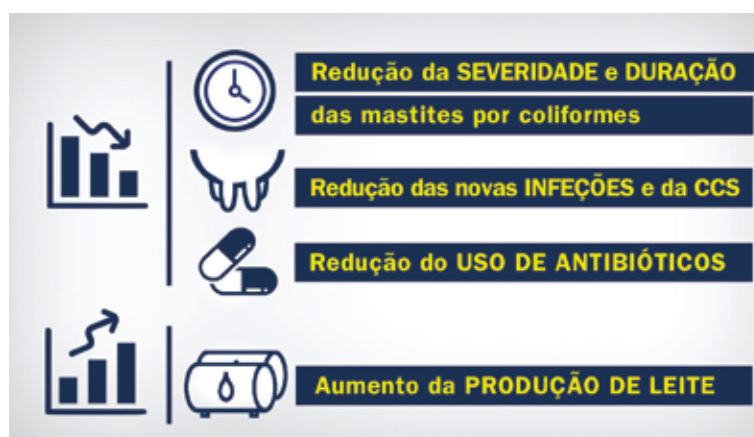 Redução da SEVERIDADE e DURAÇÃO
das mastites por coliformes
Redução das novas INFEÇÕES e da CCS
Redução do USO DE ANTIBIÓTICOS
Aumento da PRODUÇÃO DE LEITE